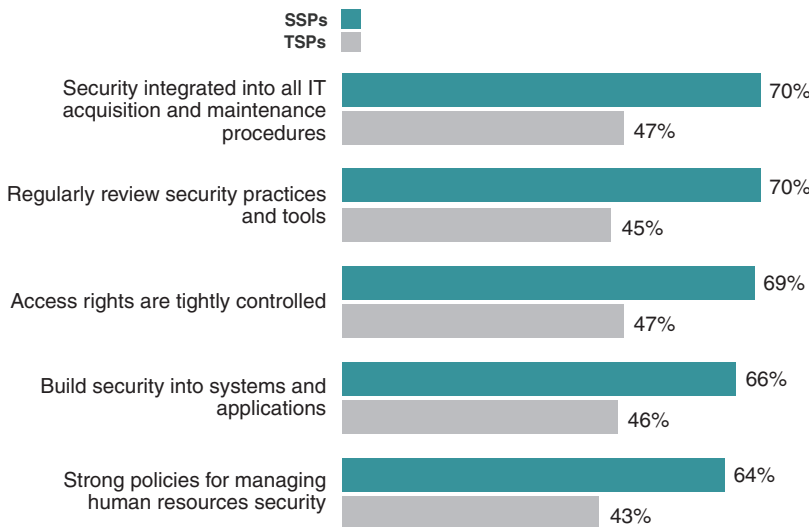 SSPs
TSPs
Security integrated into all IT
acquisition and maintenance
procedures
70%
47%
Regularly review security practices
and tools
70%
45%
Access rights are tightly controlled
69%
47%
Build security into systems and
applications
66%
46%
Strong policies for managing
human resources security
64%
43%